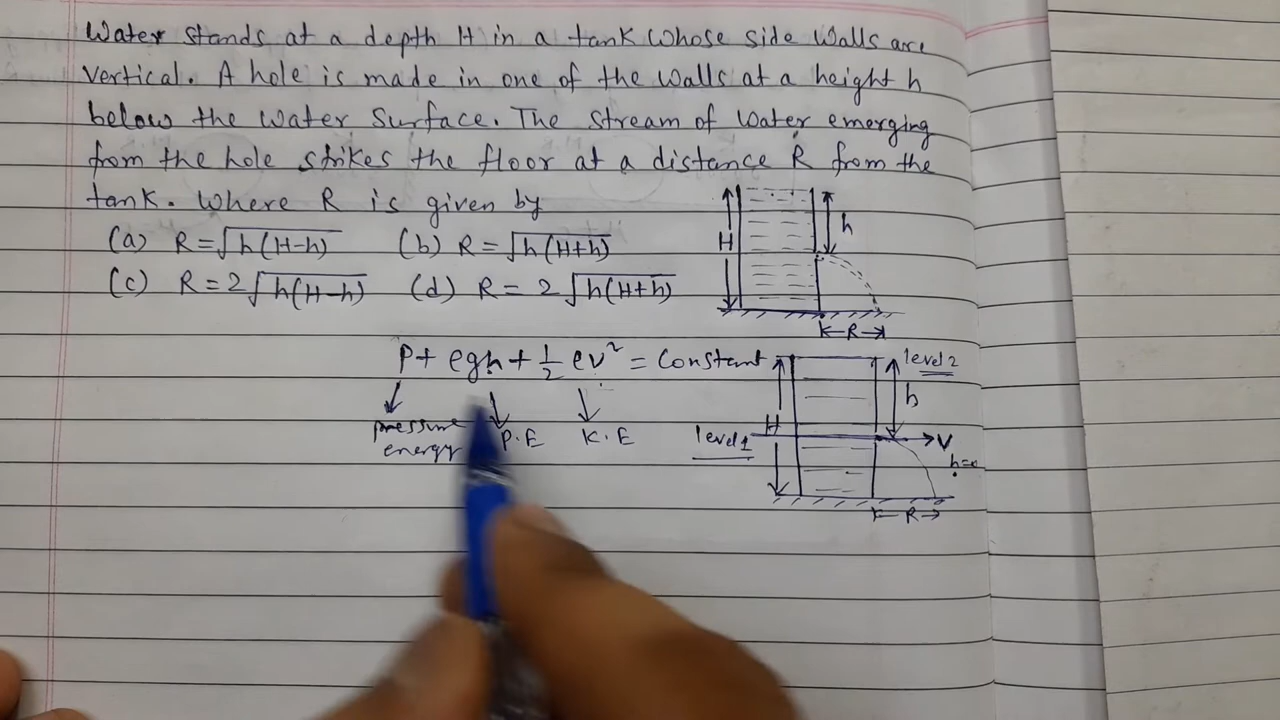 Water stands at a depth H in a tank whose side walls are
vertical. A hole is made in one of the walls at a height h
below the water surface. The stream of water emerging
from the hole strikes the floor at a distance R from the
tank. Where R is given by
(a) R=√h(H-h) (b) R=√h(H+h)
(c) R=2√h(H-h) (d) R= 2√h(H+h)
H
h
R
P+ ρgh + 1/2 ρv² = Constant
pressure energy
P.E
K.E
level 2
h
H
level 1
V
R